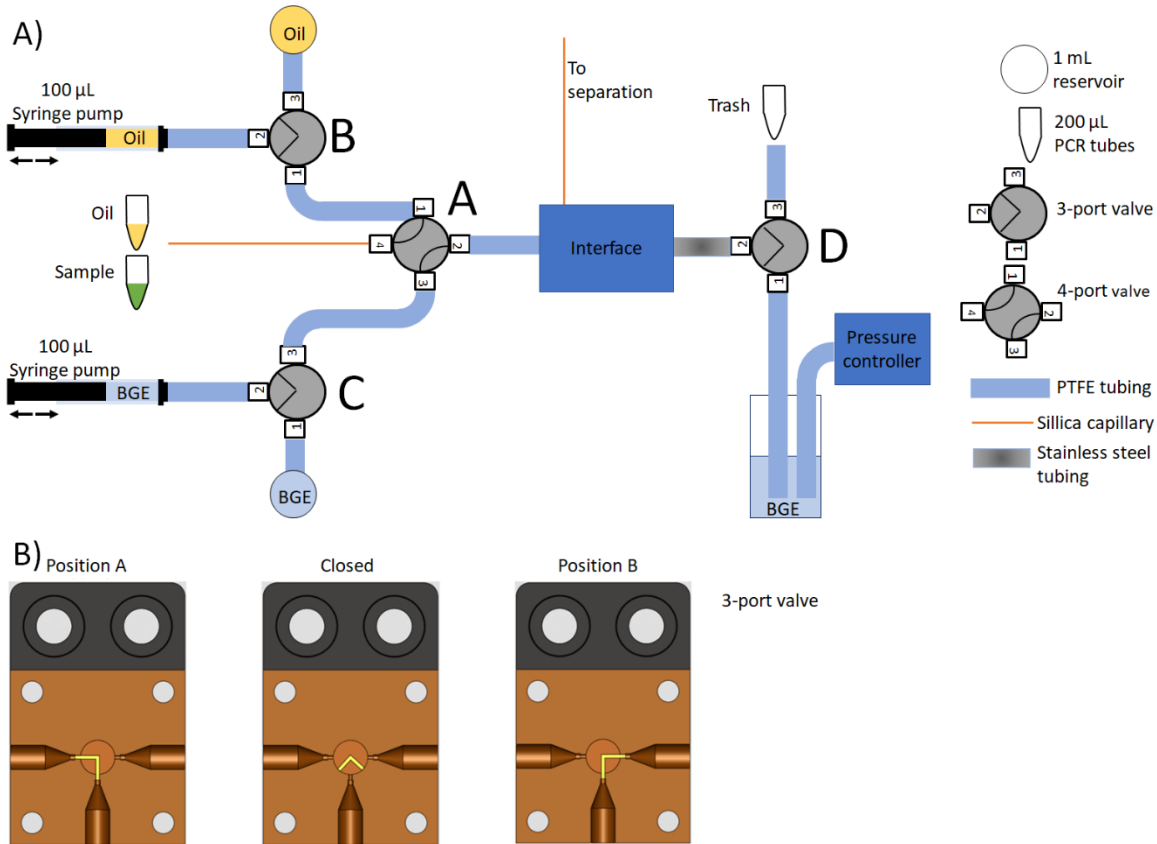 A)
Oil
100 µL
Syringe pump
Oil
2
3
1
B
Oil
Sample
A
1
4
2
3
100 µL
Syringe pump
BGE
3
2
1
C
BGE
To
separation
Interface
Trash
3
2
1
D
Pressure
controller
BGE
1 mL
reservoir
200 µL
PCR tubes
3
2
1
3-port valve
1
4
2
3
4-port valve
PTFE tubing
Sillica capillary
Stainless steel
tubing
B)
Position A
Closed
Position B
3-port valve